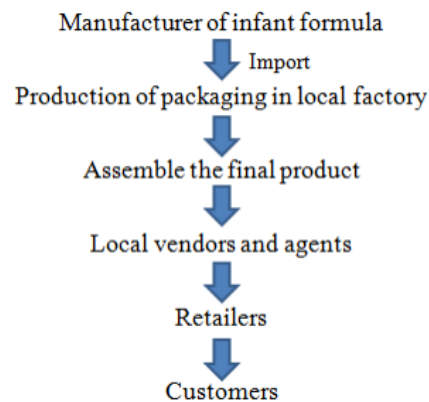 Manufacturer of infant formula
Import
Production of packaging in local factory
Assemble the final product
Local vendors and agents
Retailers
Customers